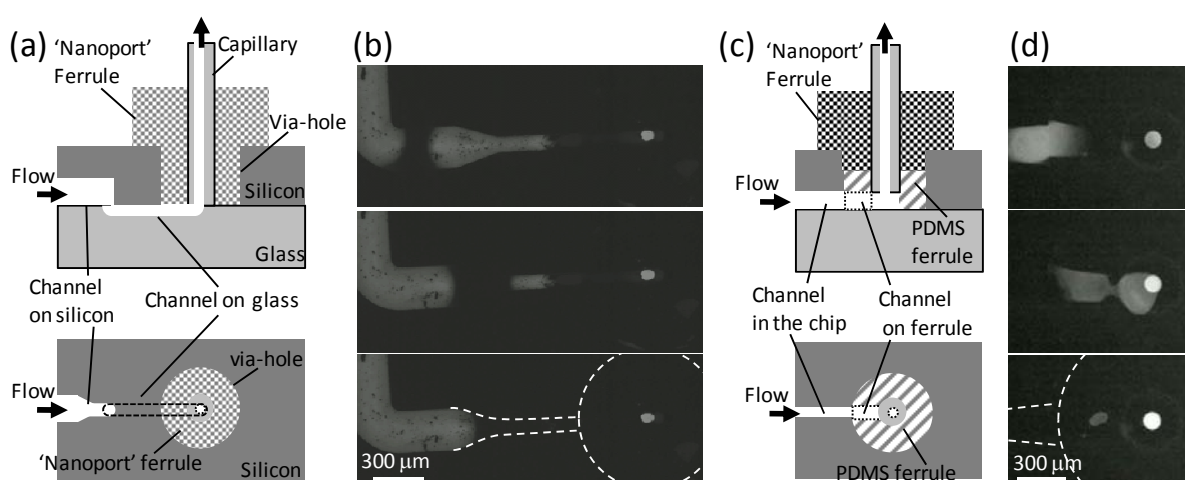 (a)
'Nanoport'
Ferrule
Capillary
Via-hole
Flow
Silicon
Glass
Channel
on silicon
Channel on glass
via-hole
Flow
'Nanoport' ferrule
Silicon
(b)
300 μm
(c)
'Nanoport'
Ferrule
Flow
PDMS
ferrule
Channel
in the chip
Channel
on ferrule
Flow
PDMS ferrule
(d)
300 μm